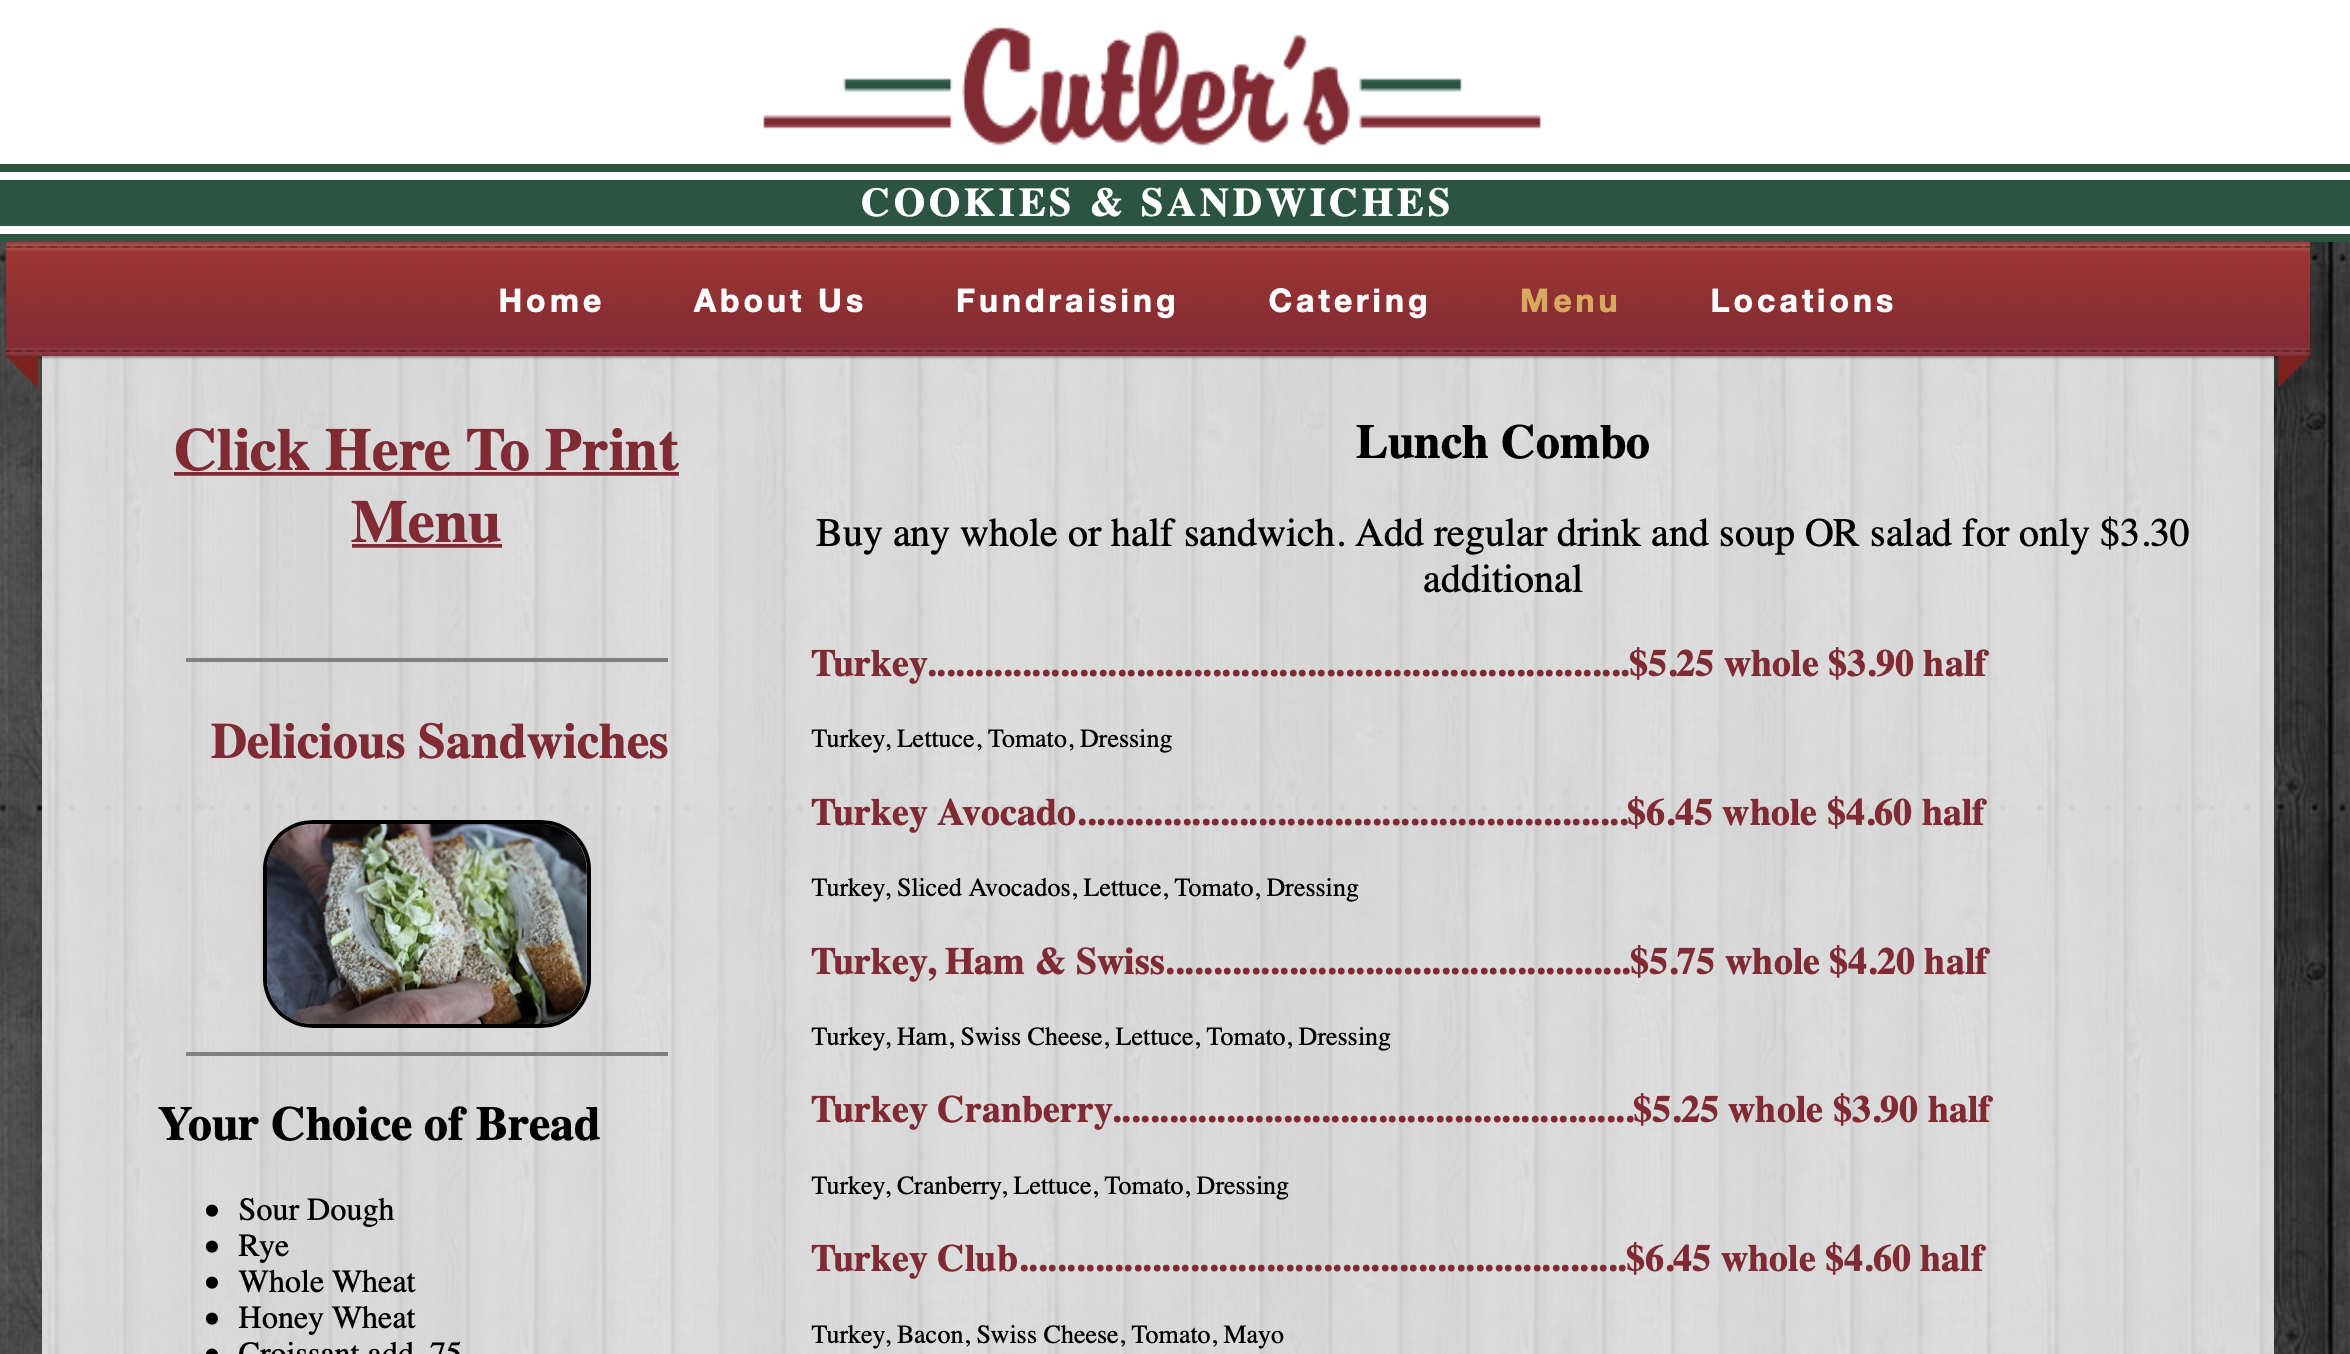 Cutler's
COOKIES & SANDWICHES
Home About Us Fundraising Catering Menu Locations
Click Here To Print
Menu
Delicious Sandwiches
Your Choice of Bread
Sour Dough
Rye
Whole Wheat
Honey Wheat
Croissant add .75
Lunch Combo
Buy any whole or half sandwich. Add regular drink and soup OR salad for only $3.30
additional
Turkey..........................................................................$5.25 whole $3.90 half
Turkey, Lettuce, Tomato, Dressing
Turkey Avocado..........................................................$6.45 whole $4.60 half
Turkey, Sliced Avocados, Lettuce, Tomato, Dressing
Turkey, Ham & Swiss.................................................$5.75 whole $4.20 half
Turkey, Ham, Swiss Cheese, Lettuce, Tomato, Dressing
Turkey Cranberry.......................................................$5.25 whole $3.90 half
Turkey, Cranberry, Lettuce, Tomato, Dressing
Turkey Club................................................................$6.45 whole $4.60 half
Turkey, Bacon, Swiss Cheese, Tomato, Mayo